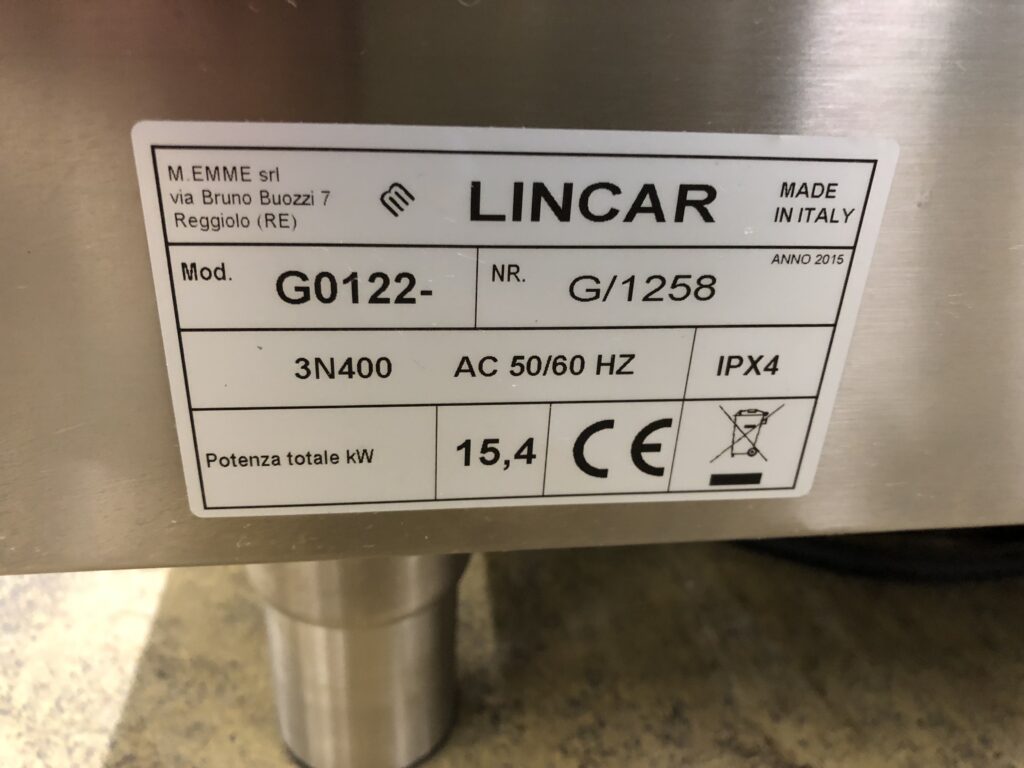 M.EMME srl
via Bruno Buozzi 7
Reggiolo (RE)
m
LINCAR
MADE
IN ITALY
Mod.
G0122-
NR.
G/1258
ANNO 2015
3N400 AC 50/60 HZ
IPX4
Potenza totale kW
15,4
CE